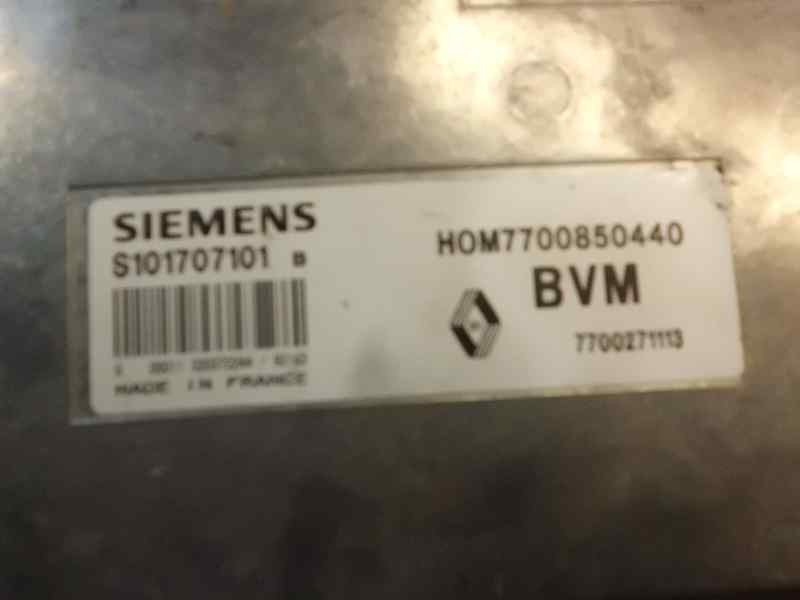 SIEMENS
S101707101 B
MADE IN FRANCE
HOM7700850440
BVM
7700271113